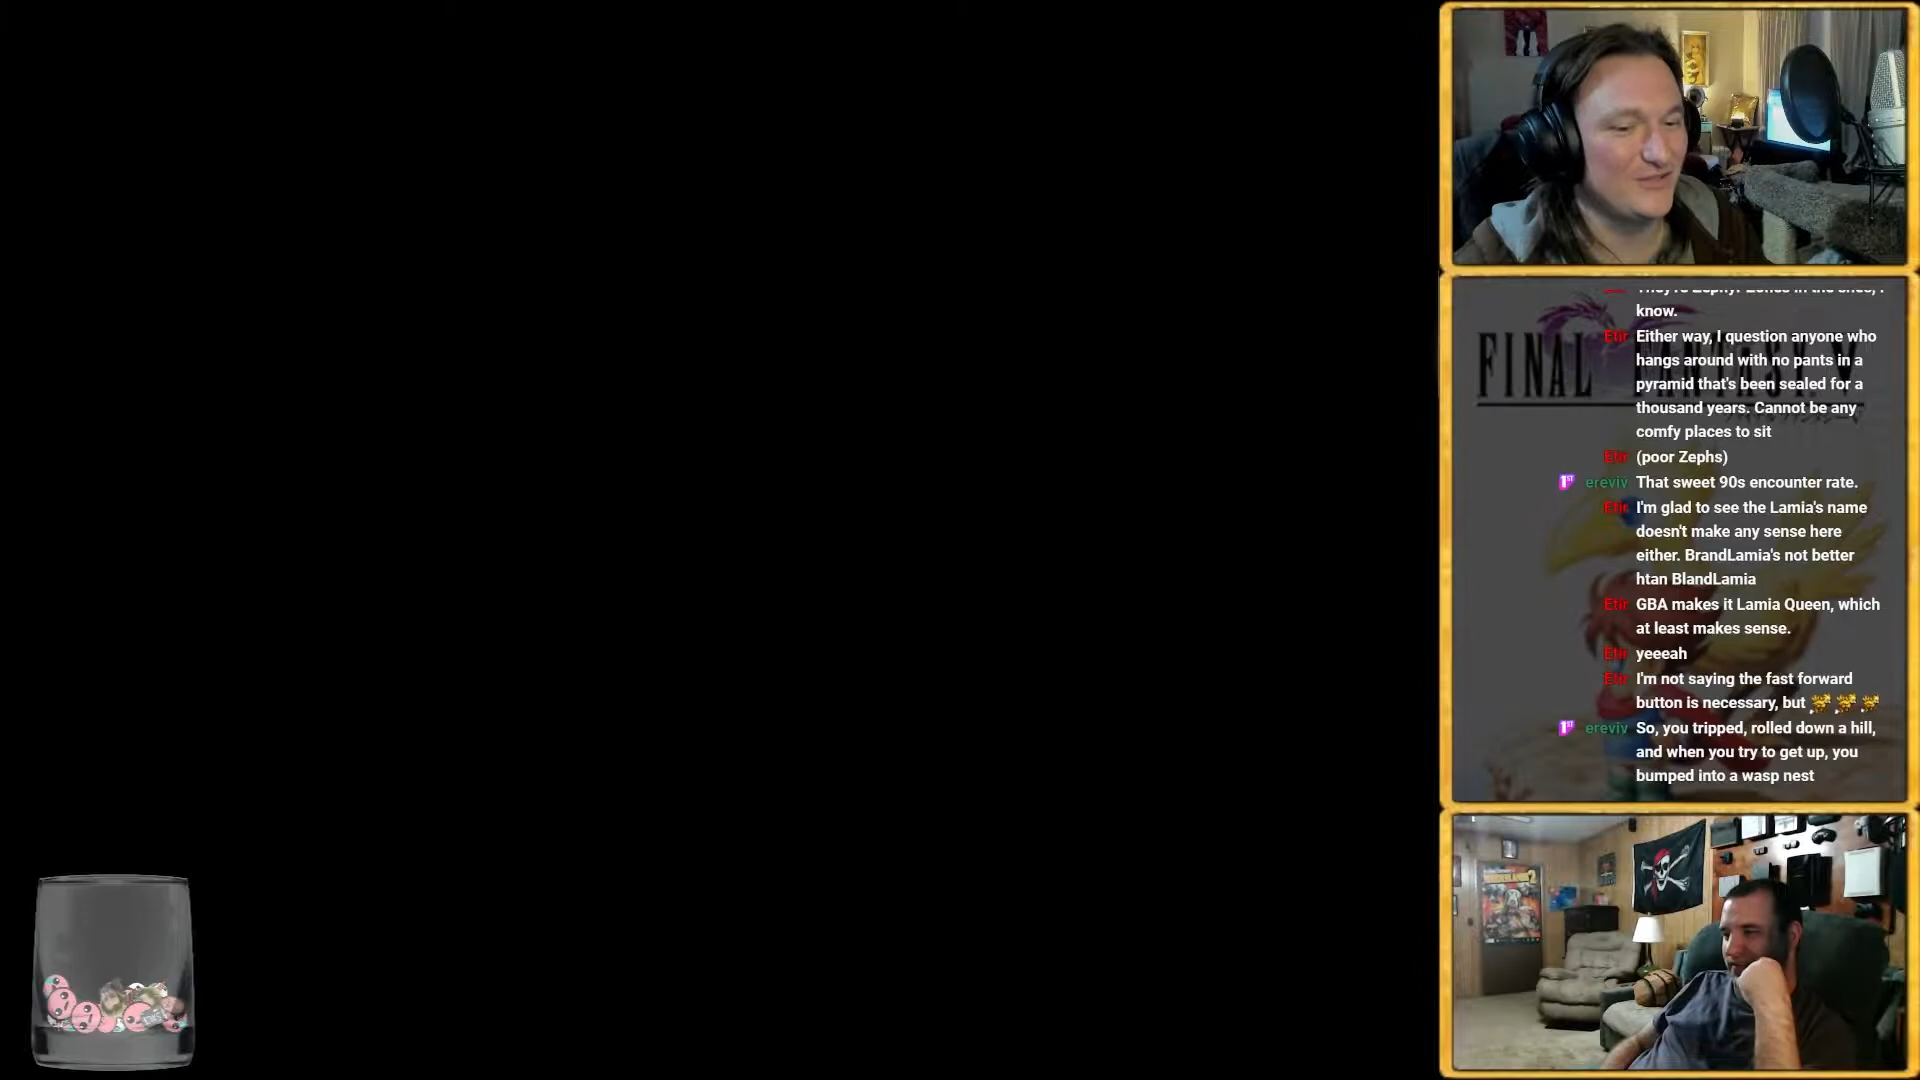 know.
Etir Either way, I question anyone who
hangs around with no pants in a
pyramid that's been sealed for a
thousand years. Cannot be any
comfy places to sit
Etir (poor Zephs)
1ST ereviv That sweet 90s encounter rate.
Etir I'm glad to see the Lamia's name
doesn't make any sense here
either. BrandLamia's not better
htan BlandLamia
Etir GBA makes it Lamia Queen, which
at least makes sense.
Etir yeeeah
Etir I'm not saying the fast forward
button is necessary, but
1ST ereviv So, you tripped, rolled down a hill,
and when you try to get up, you
bumped into a wasp nest
FINAL FANTASY V